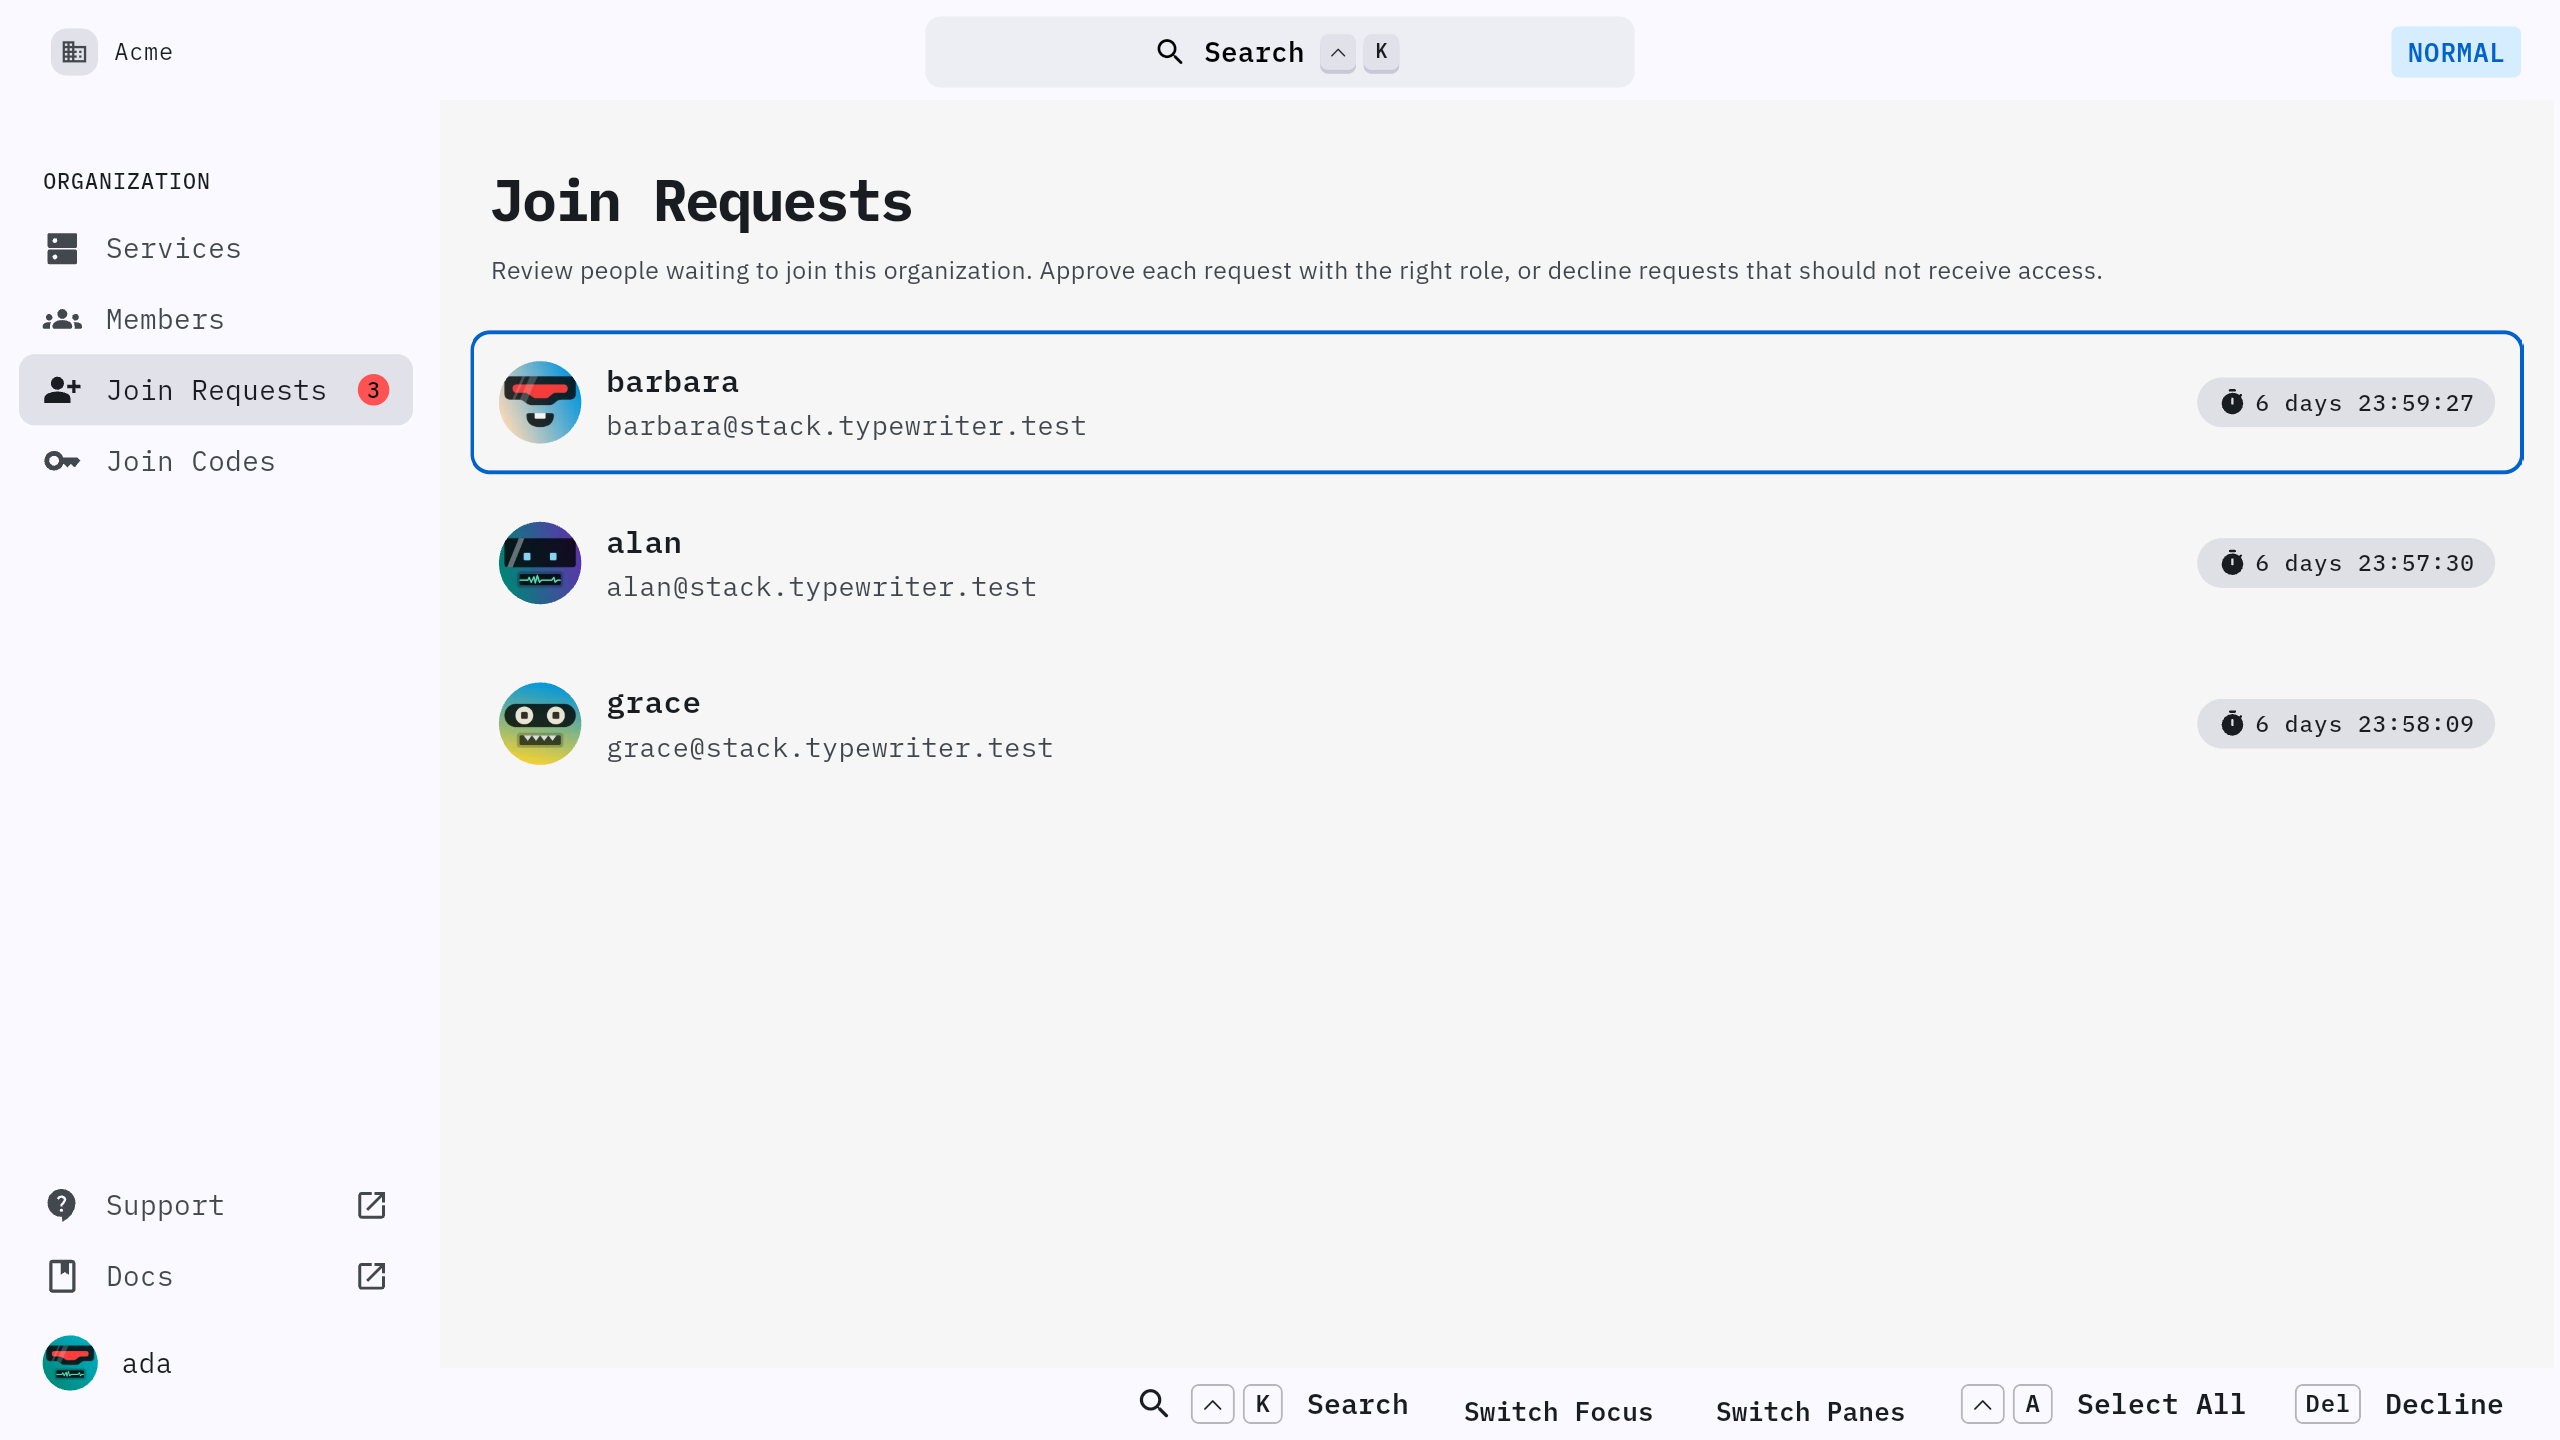 Acme
Search ^ K
NORMAL
ORGANIZATION
Services
Members
Join Requests 3
Join Codes
Join Requests
Review people waiting to join this organization. Approve each request with the right role, or decline requests that should not receive access.
barbara
barbara@stack.typewriter.test
6 days 23:59:27
alan
alan@stack.typewriter.test
6 days 23:57:30
grace
grace@stack.typewriter.test
6 days 23:58:09
Support
Docs
ada
^ K Search Switch Focus Switch Panes ^ A Select All Del Decline